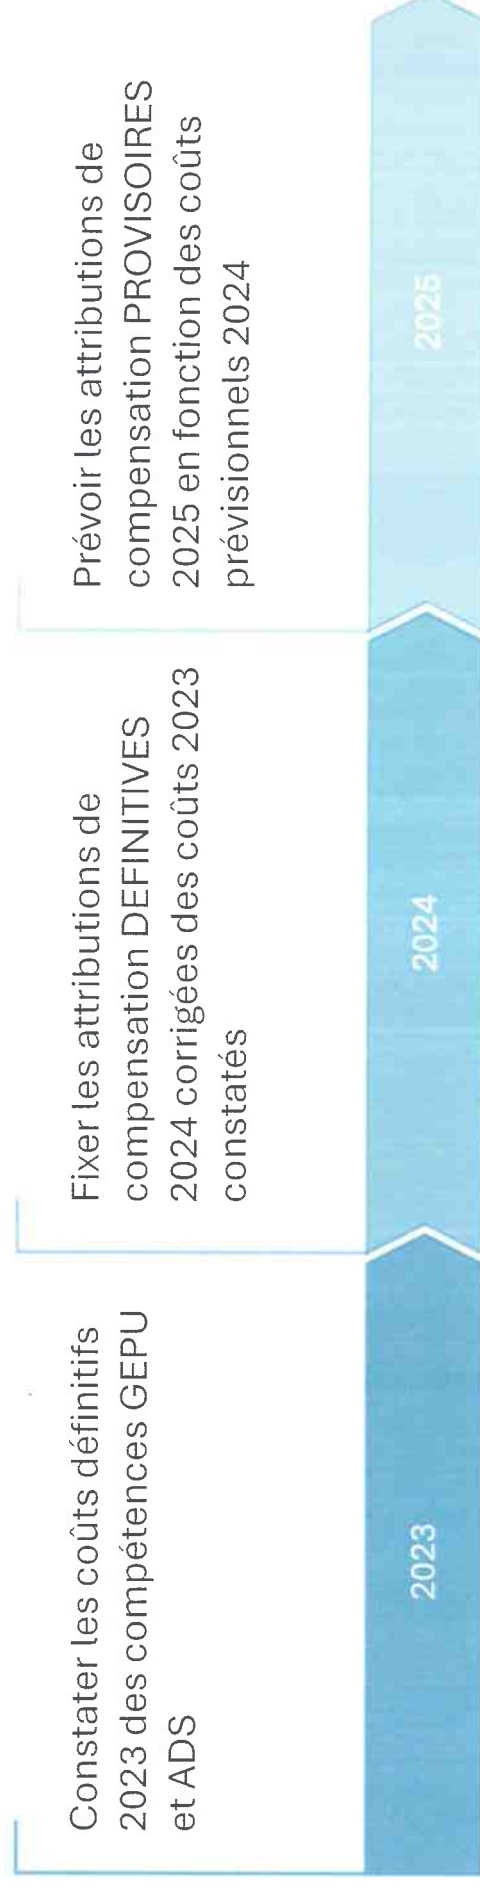 Constater les coûts définitifs
2023 des compétences GEPU
et ADS
2023
Fixer les attributions de
compensation DEFINITIVES
2024 corrigées des coûts 2023
constatés
2024
Prévoir les attributions de
compensation PROVISOIRES
2025 en fonction des coûts
prévisionnels 2024
2025